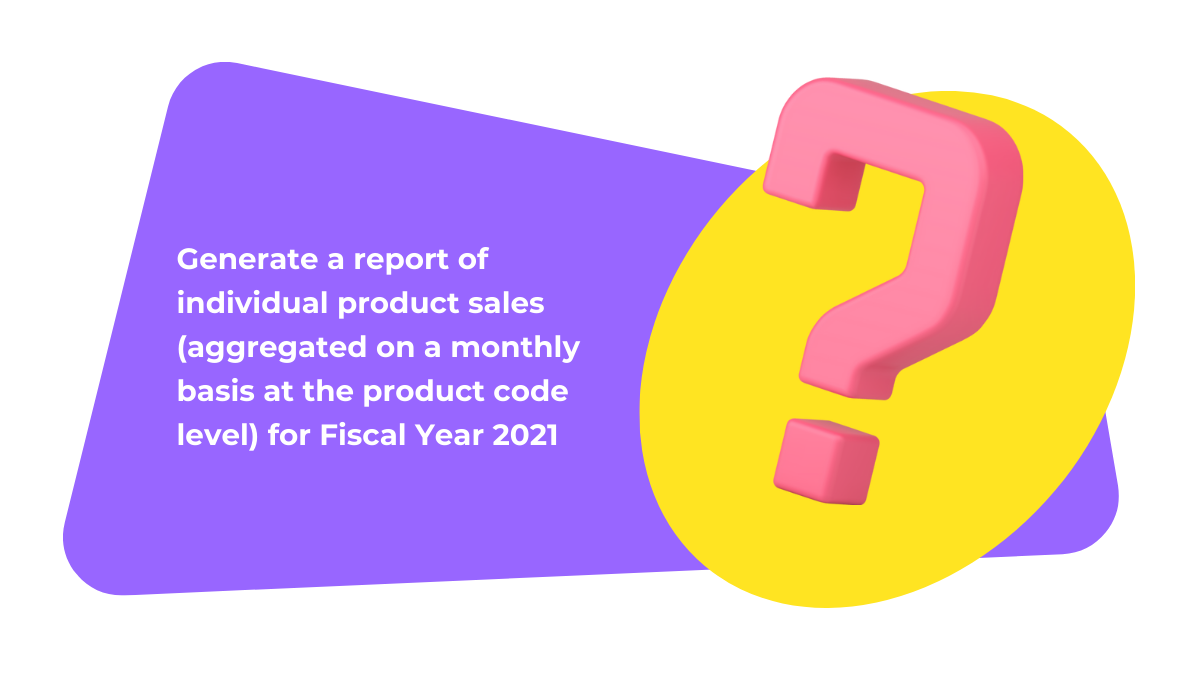 Generate a report of
individual product sales
(aggregated on a monthly
basis at the product code
level) for Fiscal Year 2021